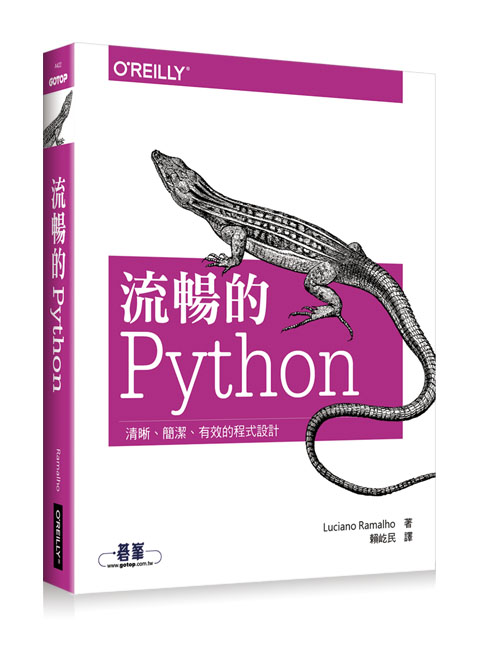 O'REILLY®
流暢的
Python
清晰、簡潔、有效的程式設計
Luciano Ramalho 著
賴屹民 譯
碁峯
www.gotop.com.tw
GOTOP
流暢的 Python
Ramalho
O'REILLY®